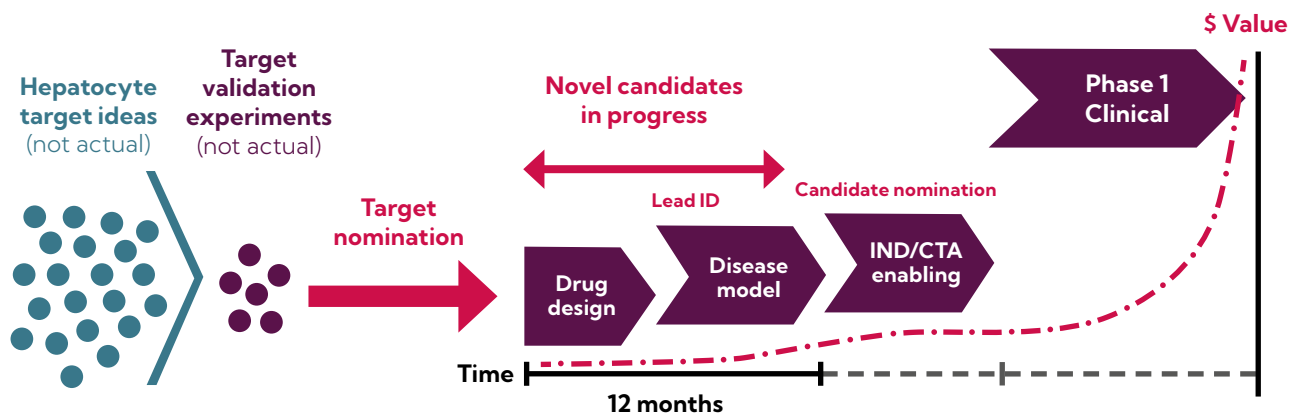 $ Value
Hepatocyte
target ideas
(not actual)
Target
validation
experiments
(not actual)
Target
nomination
Novel candidates
in progress
Lead ID
Candidate nomination
Drug
design
Disease
model
IND/CTA
enabling
Phase 1
Clinical
Time
12 months